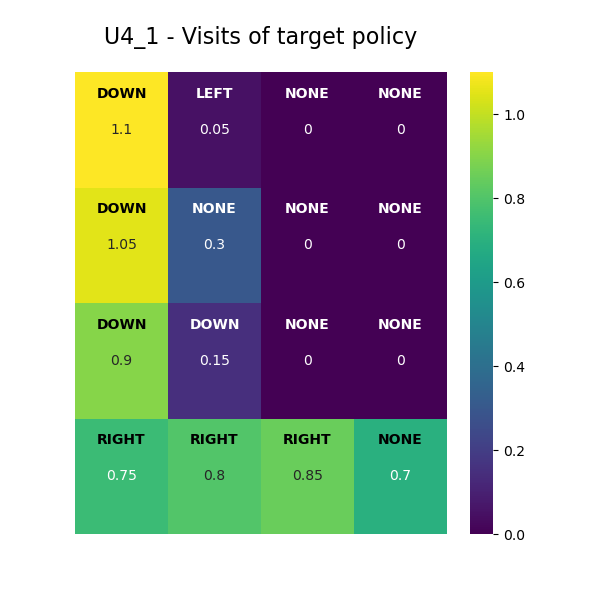 U4_1 - Visits of target policy
DOWN LEFT NONE NONE
1.1 0.05 0 0
DOWN NONE NONE NONE
1.05 0.3 0 0
DOWN DOWN NONE NONE
0.9 0.15 0 0
RIGHT RIGHT RIGHT NONE
0.75 0.8 0.85 0.7
1.0
0.8
0.6
0.4
0.2
0.0